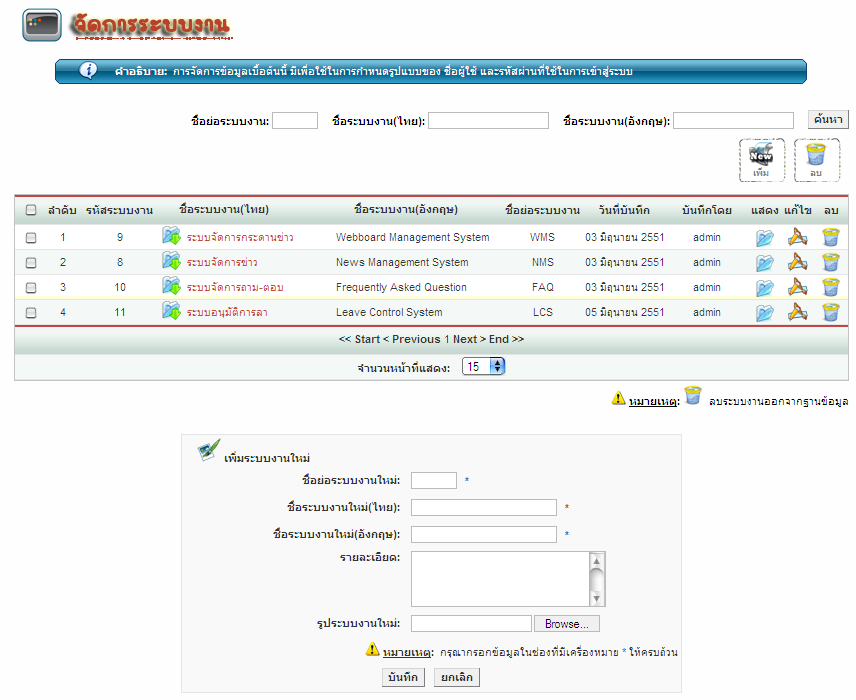 จัดการระบบงาน
คำอธิบาย: การจัดการข้อมูลเบื้อต้นนี้ มีเพื่อใช้ในการกำหนดรูปแบบของ ชื่อผู้ใช้ และรหัสผ่านที่ใช้ในการเข้าสู่ระบบ
ชื่อย่อระบบงาน: ชื่อระบบงาน(ไทย): ชื่อระบบงาน(อังกฤษ): ค้นหา
New
เพิ่ม ลบ
ลำดับ รหัสระบบงาน ชื่อระบบงาน(ไทย) ชื่อระบบงาน(อังกฤษ) ชื่อย่อระบบงาน วันที่บันทึก บันทึกโดย แสดง แก้ไข ลบ
1 9 ระบบจัดการกระดานข่าว Webboard Management System WMS 03 มิถุนายน 2551 admin
2 8 ระบบจัดการข่าว News Management System NMS 03 มิถุนายน 2551 admin
3 10 ระบบจัดการถาม-ตอบ Frequently Asked Question FAQ 03 มิถุนายน 2551 admin
4 11 ระบบอนุมัติการลา Leave Control System LCS 05 มิถุนายน 2551 admin
<< Start < Previous 1 Next > End >>
จำนวนหน้าที่แสดง: 15
หมายเหตุ: ลบระบบงานออกจากฐานข้อมูล
เพิ่มระบบงานใหม่
ชื่อย่อระบบงานใหม่: *
ชื่อระบบงานใหม่(ไทย): *
ชื่อระบบงานใหม่(อังกฤษ): *
รายละเอียด:
รูประบบงานใหม่: Browse...
หมายเหตุ: กรุณากรอกข้อมูลในช่องที่มีเครื่องหมาย * ให้ครบถ้วน
บันทึก ยกเลิก